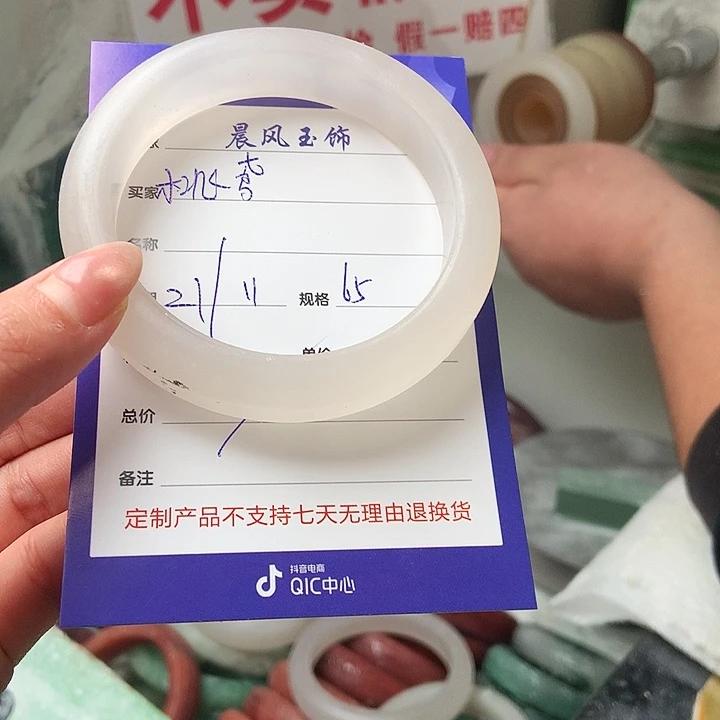 假一赔四
晨风玉饰
买家
名称
21/11 规格 65
单价
总价
备注
定制产品不支持七天无理由退换货
抖音电商
QIC中心